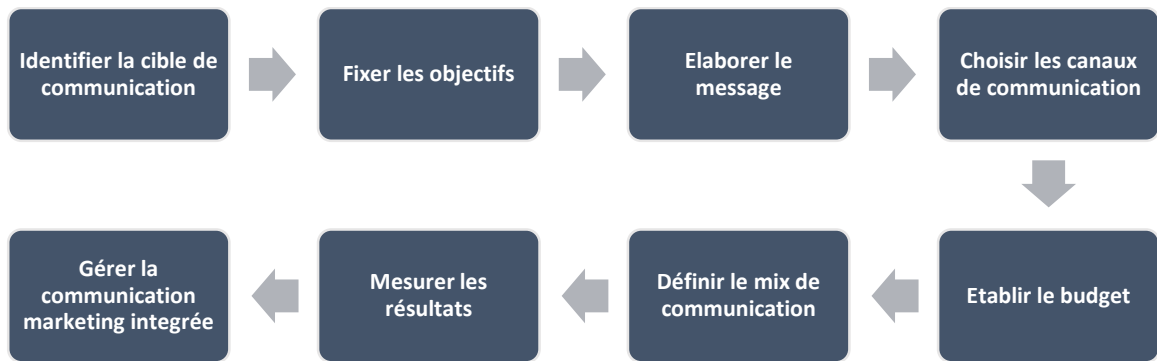 Identifier la cible de
communication
Fixer les objectifs
Elaborer le
message
Choisir les canaux
de communication
Etablir le budget
Définir le mix de
communication
Mesurer les
résultats
Gérer la
communication
marketing integrée